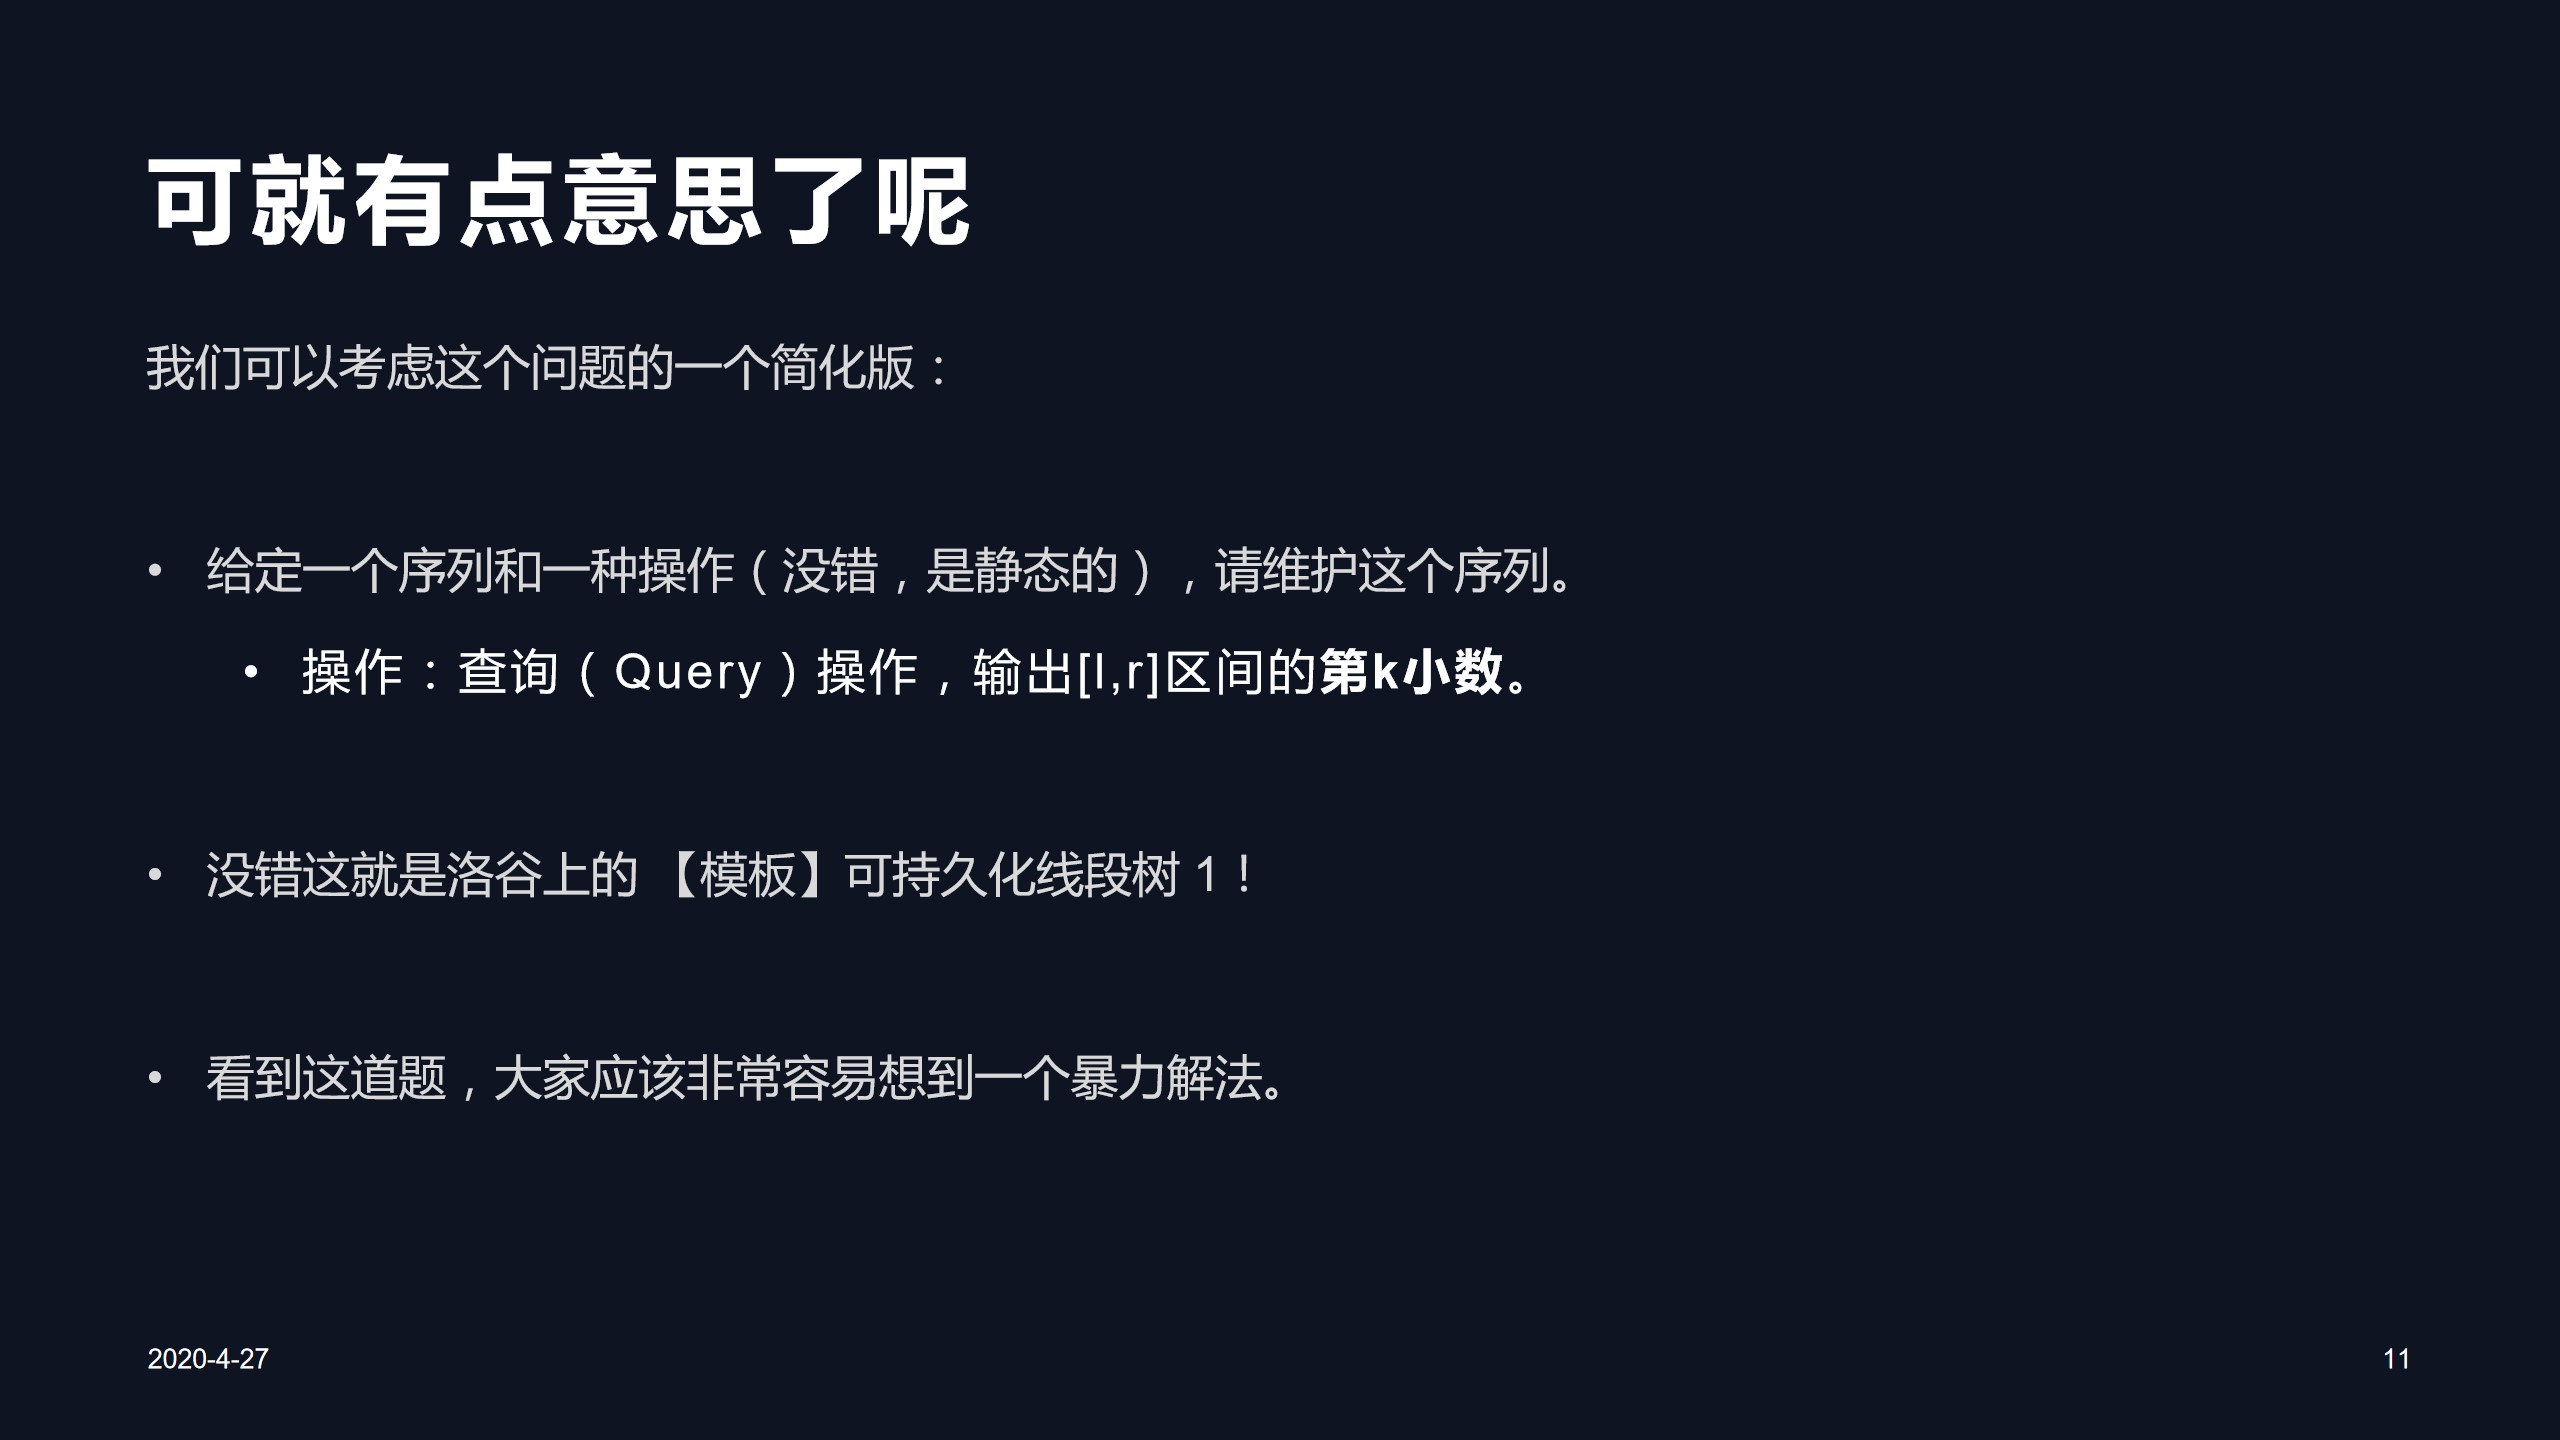 可就有点意思了呢
我们可以考虑这个问题的一个简化版：
• 给定一个序列和一种操作（没错，是静态的），请维护这个序列。
• 操作：查询（Query）操作，输出[l,r]区间的第k小数。
• 没错这就是洛谷上的 【模板】可持久化线段树 1！
• 看到这道题，大家应该非常容易想到一个暴力解法。
2020-4-27
11